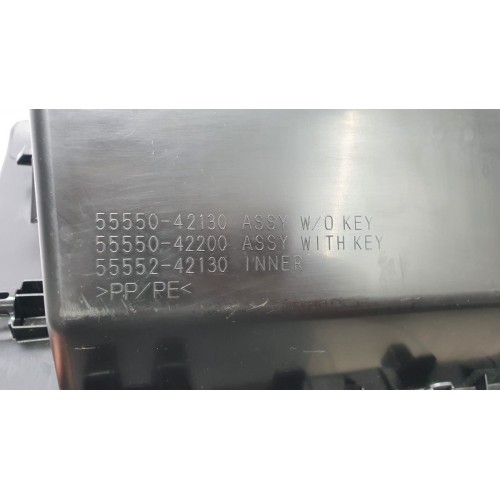 55550-42130 ASSY W/O KEY
55550-42200 ASSY WITH KEY
55552-42130 INNER
>PP/PE<